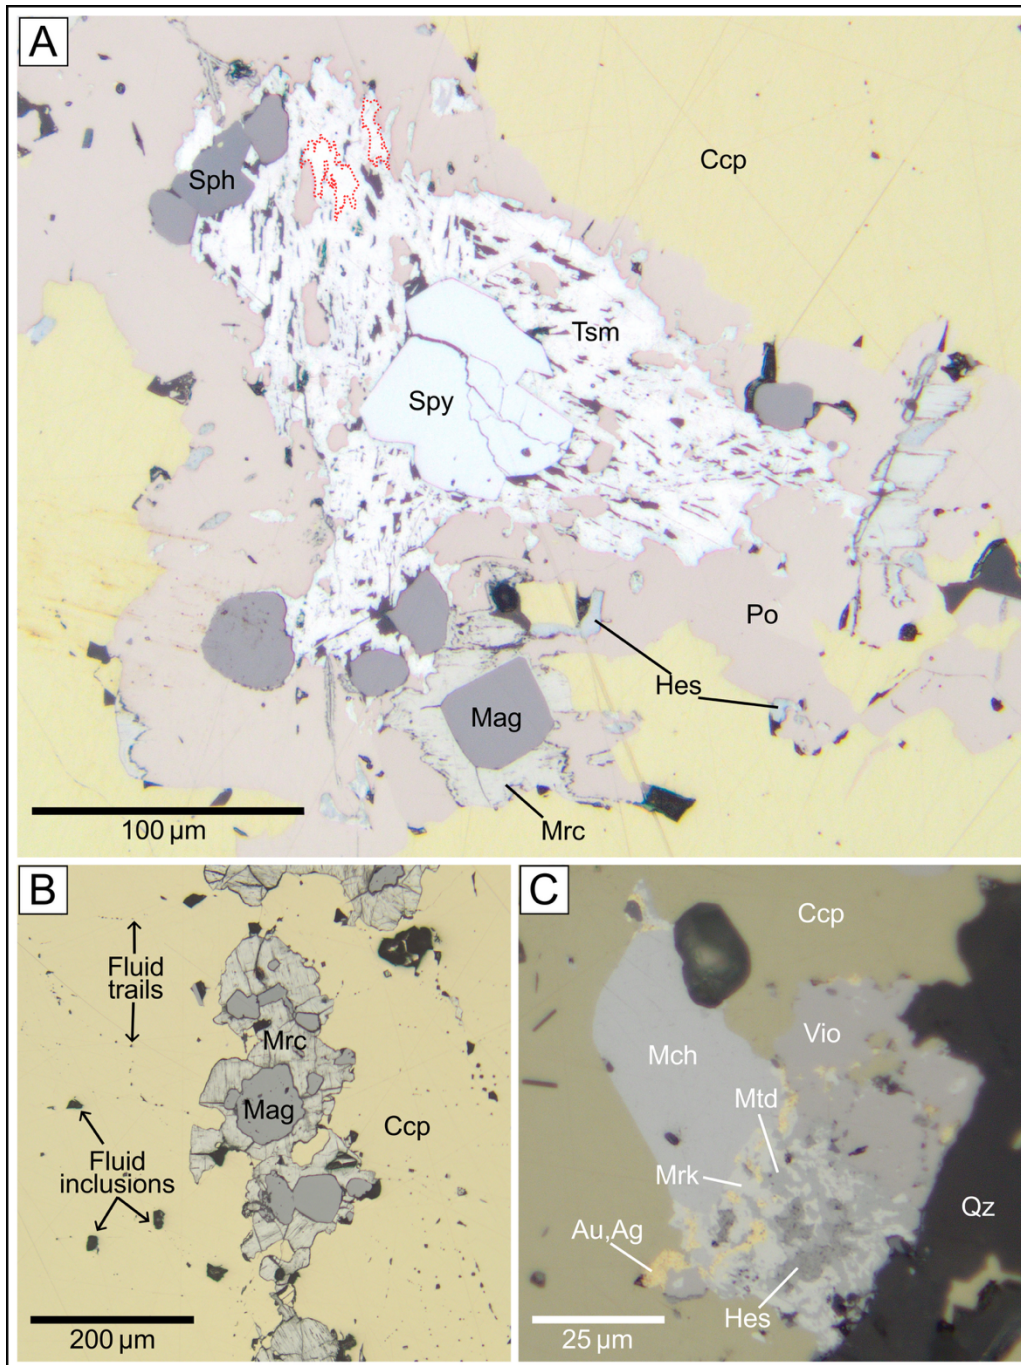 A
Ccp
Sph
Tsm
Spy
Po
Hes
Mag
Mrc
100 µm
B
Fluid
trails
Mrc
Mag
Ccp
Fluid
inclusions
200 µm
C
Ccp
Vio
Mch
Mtd
Mrk
Qz
Au,Ag
Hes
25 µm